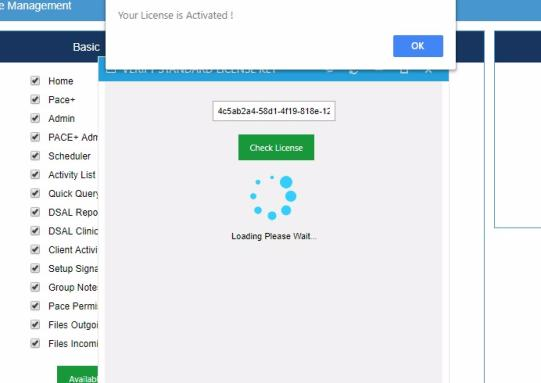 e Management
Your License is Activated !
OK
Basic
VERIFY STANDARD LICENSE KEY
Home
4c5ab2a4-58d1-4f19-818e-12
Pace+
Admin
PACE+ Adm
Check License
Scheduler
Activity List
Quick Query
DSAL Repo
DSAL Clinic
Loading Please Wait...
Client Activi
Setup Signa
Group Note
Pace Permi
Files Outgoi
Files Incomi
Availabl